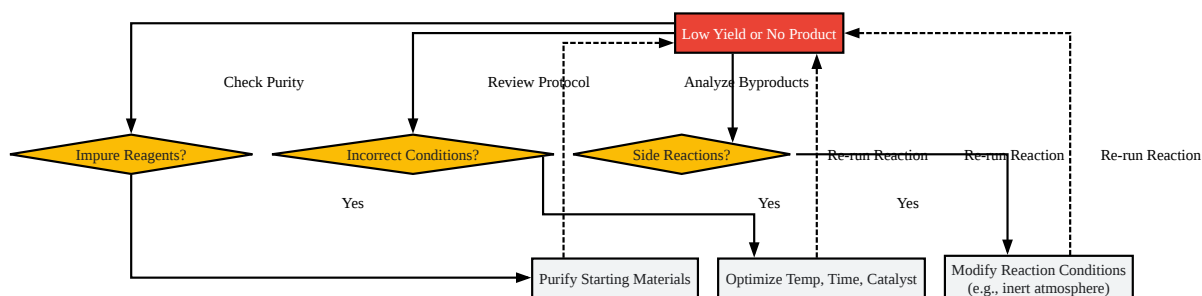 Low Yield or No Product
Check Purity
Review Protocol
Analyze Byproducts
Impure Reagents?
Incorrect Conditions?
Side Reactions?
Re-run Reaction
Re-run Reaction
Re-run Reaction
Yes
Yes
Yes
Purify Starting Materials
Optimize Temp, Time, Catalyst
Modify Reaction Conditions
(e.g., inert atmosphere)